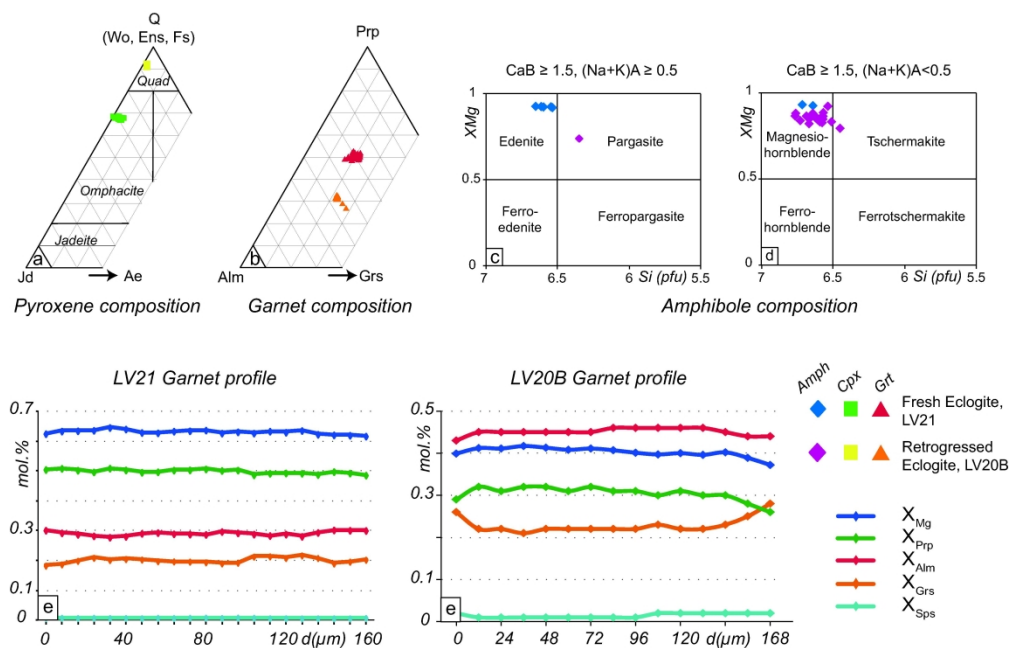 Q
(Wo, Ens, Fs)
Quad
Omphacite
Jadeite
a
Jd
Ae
Pyroxene composition
Prp
b
Alm
Grs
Garnet composition
CaB ≥ 1.5, (Na+K)A ≥ 0.5
XMg
1
0.5
0
Edenite
Pargasite
Ferro-
edenite
Ferropargasite
c
7
6.5
6
Si (pfu)
5.5
CaB ≥ 1.5, (Na+K)A<0.5
XMg
1
0.5
0
Magnesio-
hornblende
Tschermakite
Ferro-
hornblende
Ferrotschermakite
d
7
6.5
6
Si (pfu)
5.5
Amphibole composition
LV21 Garnet profile
mol.%
0.7
0.3
0.1
0
e
0
40
80
120
d(µm)
160
LV20B Garnet profile
mol.%
0.5
0.3
0.1
0
e
0
24
48
72
96
120
d(µm)
168
Amph
Cpx
Grt
Fresh Eclogite,
LV21
Retrogressed
Eclogite, LV20B
XMg
XPrp
XAlm
XGrs
XSps